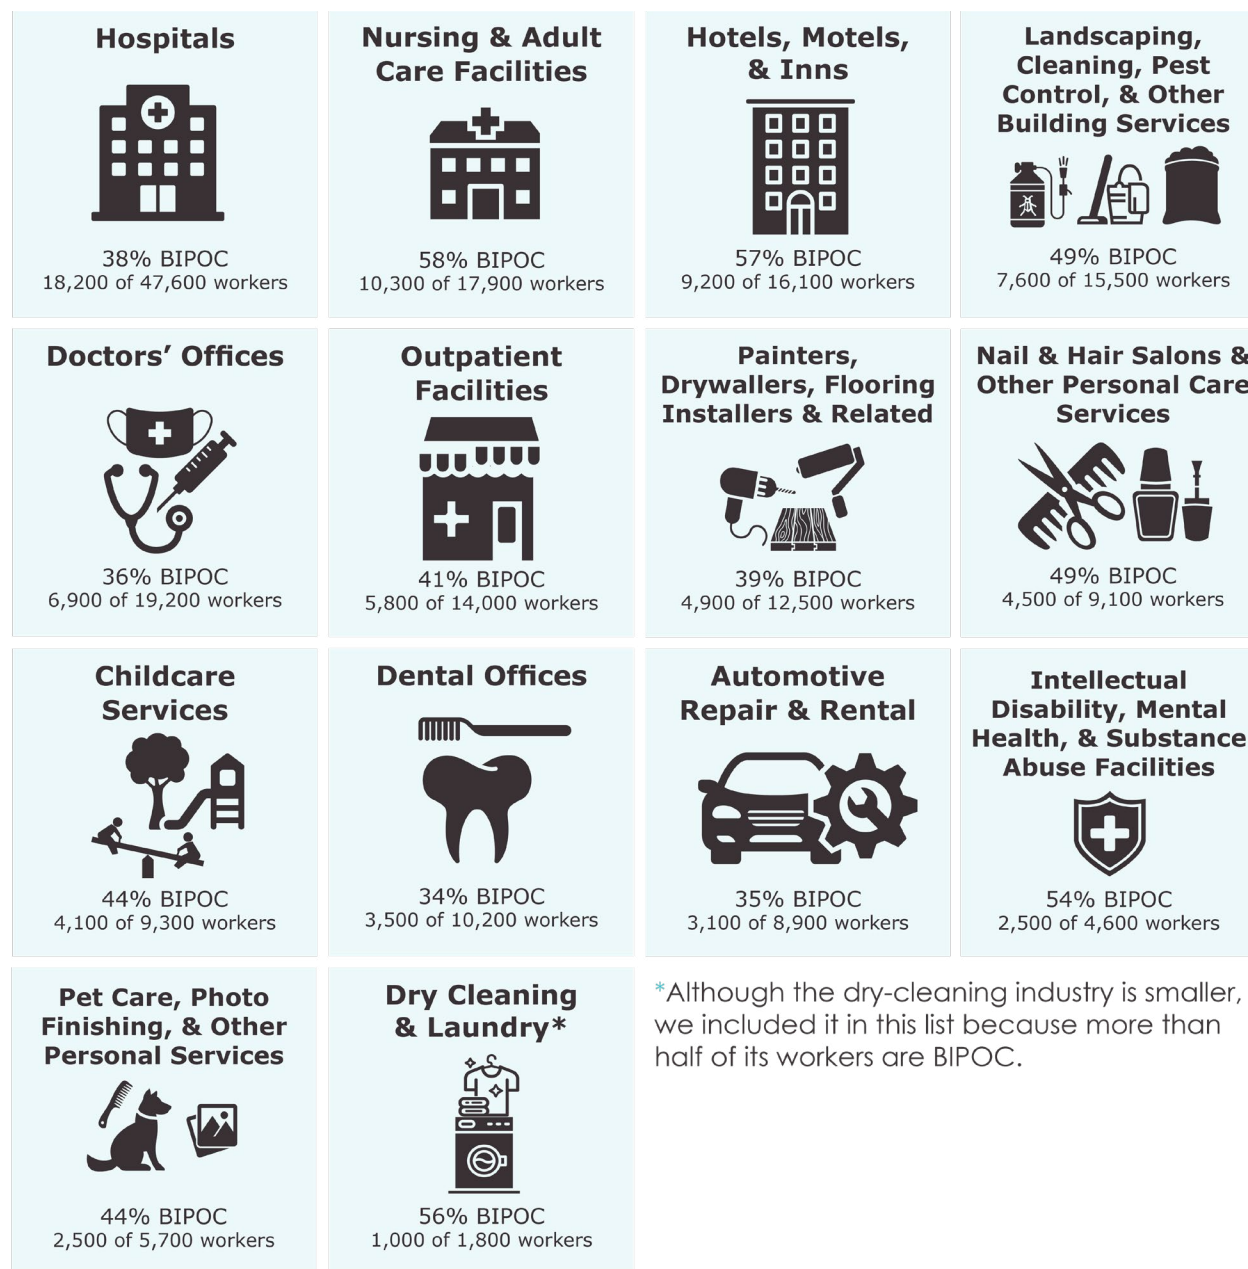 Hospitals
38% BIPOC
18,200 of 47,600 workers
Nursing & Adult
Care Facilities
58% BIPOC
10,300 of 17,900 workers
Hotels, Motels,
& Inns
57% BIPOC
9,200 of 16,100 workers
Landscaping,
Cleaning, Pest
Control, & Other
Building Services
49% BIPOC
7,600 of 15,500 workers
Doctors’ Offices
36% BIPOC
6,900 of 19,200 workers
Outpatient
Facilities
41% BIPOC
5,800 of 14,000 workers
Painters,
Drywallers, Flooring
Installers & Related
39% BIPOC
4,900 of 12,500 workers
Nail & Hair Salons &
Other Personal Care
Services
49% BIPOC
4,500 of 9,100 workers
Childcare
Services
44% BIPOC
4,100 of 9,300 workers
Dental Offices
34% BIPOC
3,500 of 10,200 workers
Automotive
Repair & Rental
35% BIPOC
3,100 of 8,900 workers
Intellectual
Disability, Mental
Health, & Substance
Abuse Facilities
54% BIPOC
2,500 of 4,600 workers
Pet Care, Photo
Finishing, & Other
Personal Services
44% BIPOC
2,500 of 5,700 workers
Dry Cleaning
& Laundry*
56% BIPOC
1,000 of 1,800 workers
*Although the dry-cleaning industry is smaller,
we included it in this list because more than
half of its workers are BIPOC.